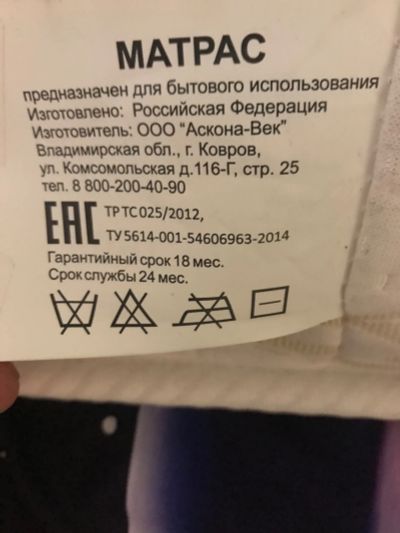 МАТРАС
предназначен для бытового использования
Изготовлено: Российская Федерация
Изготовитель: ООО "Аскона-Век"
Владимирская обл., г. Ковров,
ул. Комсомольская д.116-Г, стр. 25
тел. 8 800-200-40-90
ЕАС ТР ТС 025/2012,
ТУ 5614-001-54606963-2014
Гарантийный срок 18 мес.
Срок службы 24 мес.